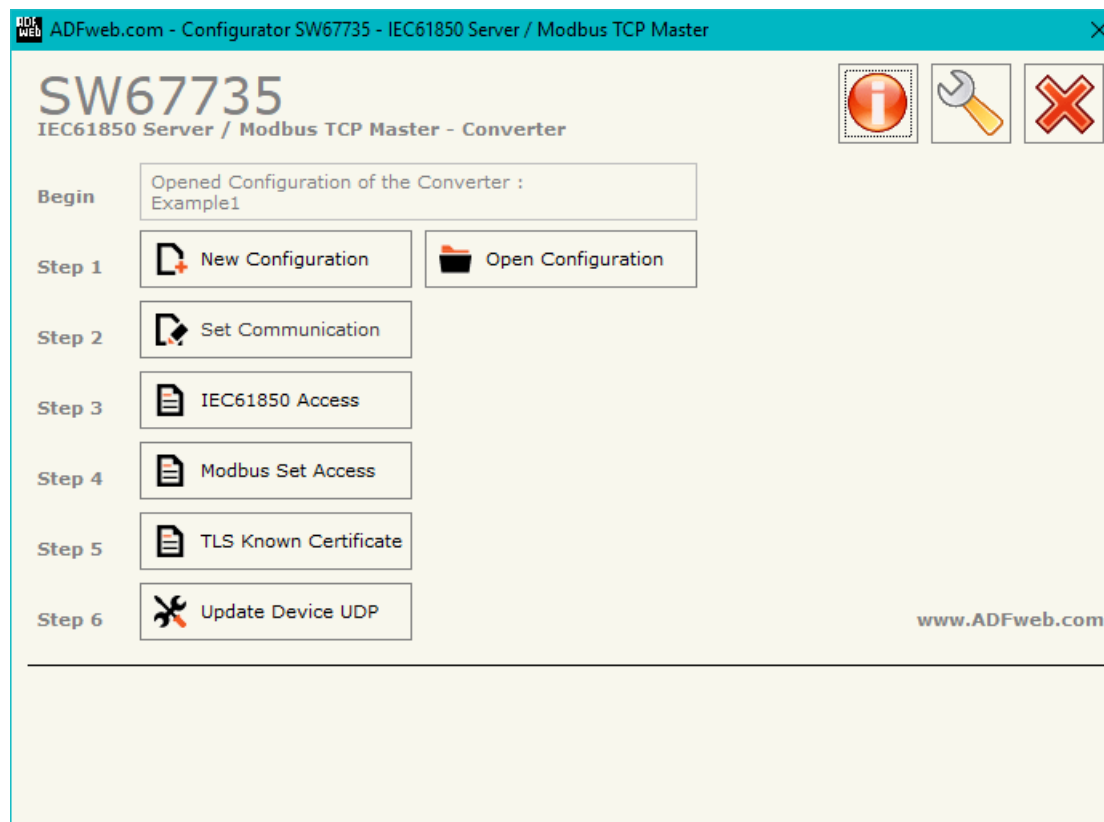 ADF
web ADFweb.com - Configurator SW67735 - IEC61850 Server / Modbus TCP Master
SW67735
IEC61850 Server / Modbus TCP Master - Converter
Begin
Opened Configuration of the Converter :
Example1
Step 1
New Configuration
Open Configuration
Step 2
Set Communication
Step 3
IEC61850 Access
Step 4
Modbus Set Access
Step 5
TLS Known Certificate
Step 6
Update Device UDP
www.ADFweb.com